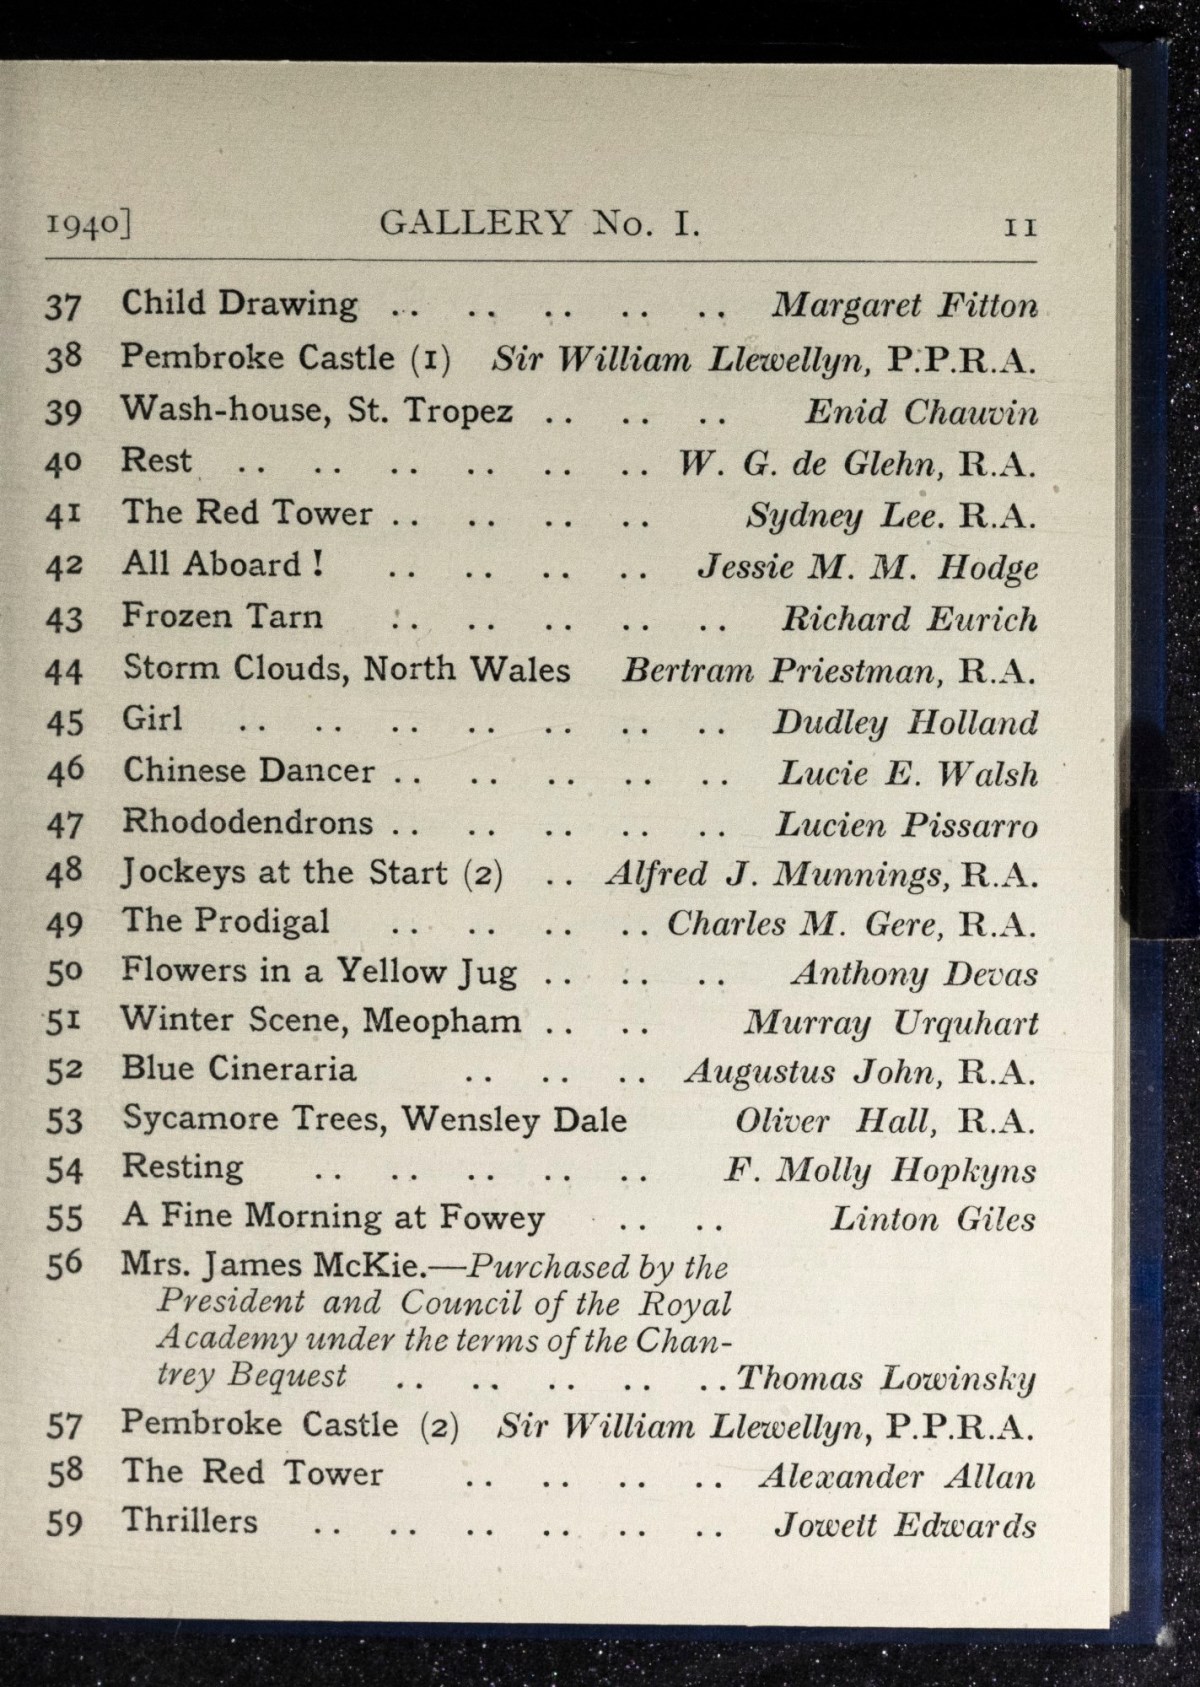 1940] GALLERY No. I. 11
37 Child Drawing .. .. .. .. .. Margaret Fitton
38 Pembroke Castle (1) Sir William Llewellyn, P.P.R.A.
39 Wash-house, St. Tropez .. .. .. Enid Chauvin
40 Rest .. .. .. .. .. .. W. G. de Glehn, R.A.
41 The Red Tower .. .. .. .. Sydney Lee. R.A.
42 All Aboard ! .. .. .. .. Jessie M. M. Hodge
43 Frozen Tarn .. .. .. .. .. Richard Eurich
44 Storm Clouds, North Wales Bertram Priestman, R.A.
45 Girl .. .. .. .. .. .. .. Dudley Holland
46 Chinese Dancer .. .. .. .. .. Lucie E. Walsh
47 Rhododendrons .. .. .. .. .. Lucien Pissarro
48 Jockeys at the Start (2) .. Alfred J. Munnings, R.A.
49 The Prodigal .. .. .. .. Charles M. Gere, R.A.
50 Flowers in a Yellow Jug .. .. .. Anthony Devas
51 Winter Scene, Meopham .. .. Murray Urquhart
52 Blue Cineraria .. .. .. Augustus John, R.A.
53 Sycamore Trees, Wensley Dale Oliver Hall, R.A.
54 Resting .. .. .. .. .. F. Molly Hopkyns
55 A Fine Morning at Fowey .. .. Linton Giles
56 Mrs. James McKie.—Purchased by the
President and Council of the Royal
Academy under the terms of the Chan-
trey Bequest .. .. .. .. .. Thomas Lowinsky
57 Pembroke Castle (2) Sir William Llewellyn, P.P.R.A.
58 The Red Tower .. .. .. .. Alexander Allan
59 Thrillers .. .. .. .. .. .. Jowett Edwards